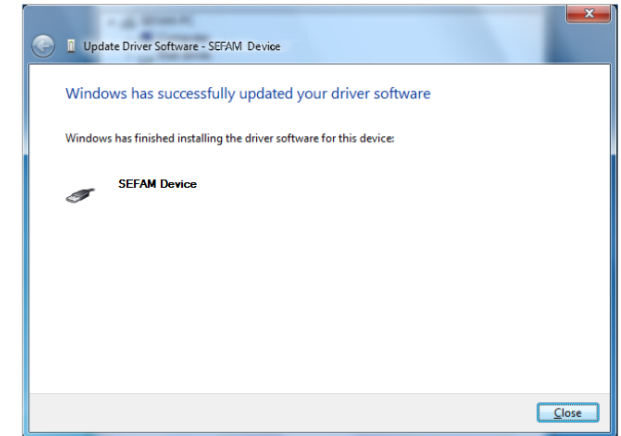 Update Driver Software - SEFAM Device
Windows has successfully updated your driver software
Windows has finished installing the driver software for this device:
SEFAM Device
Close